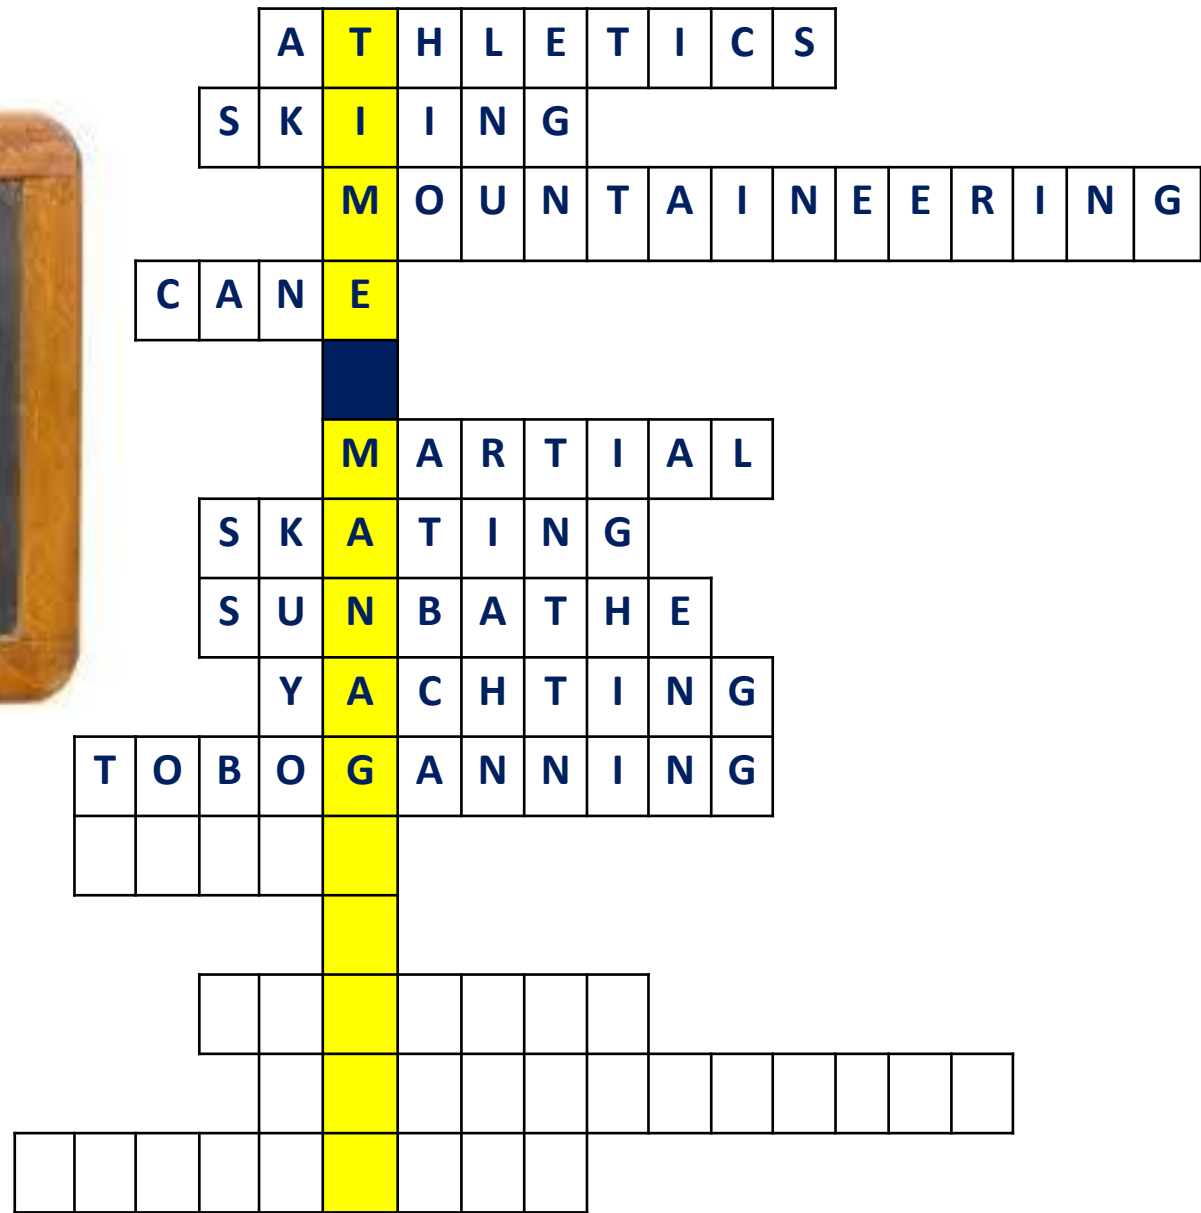 ATHLETICS
SKIING
MOUNTAINEERING
CANE
MARTIAL
SKATING
SUNBATHE
YACHTING
TOBOGANNING